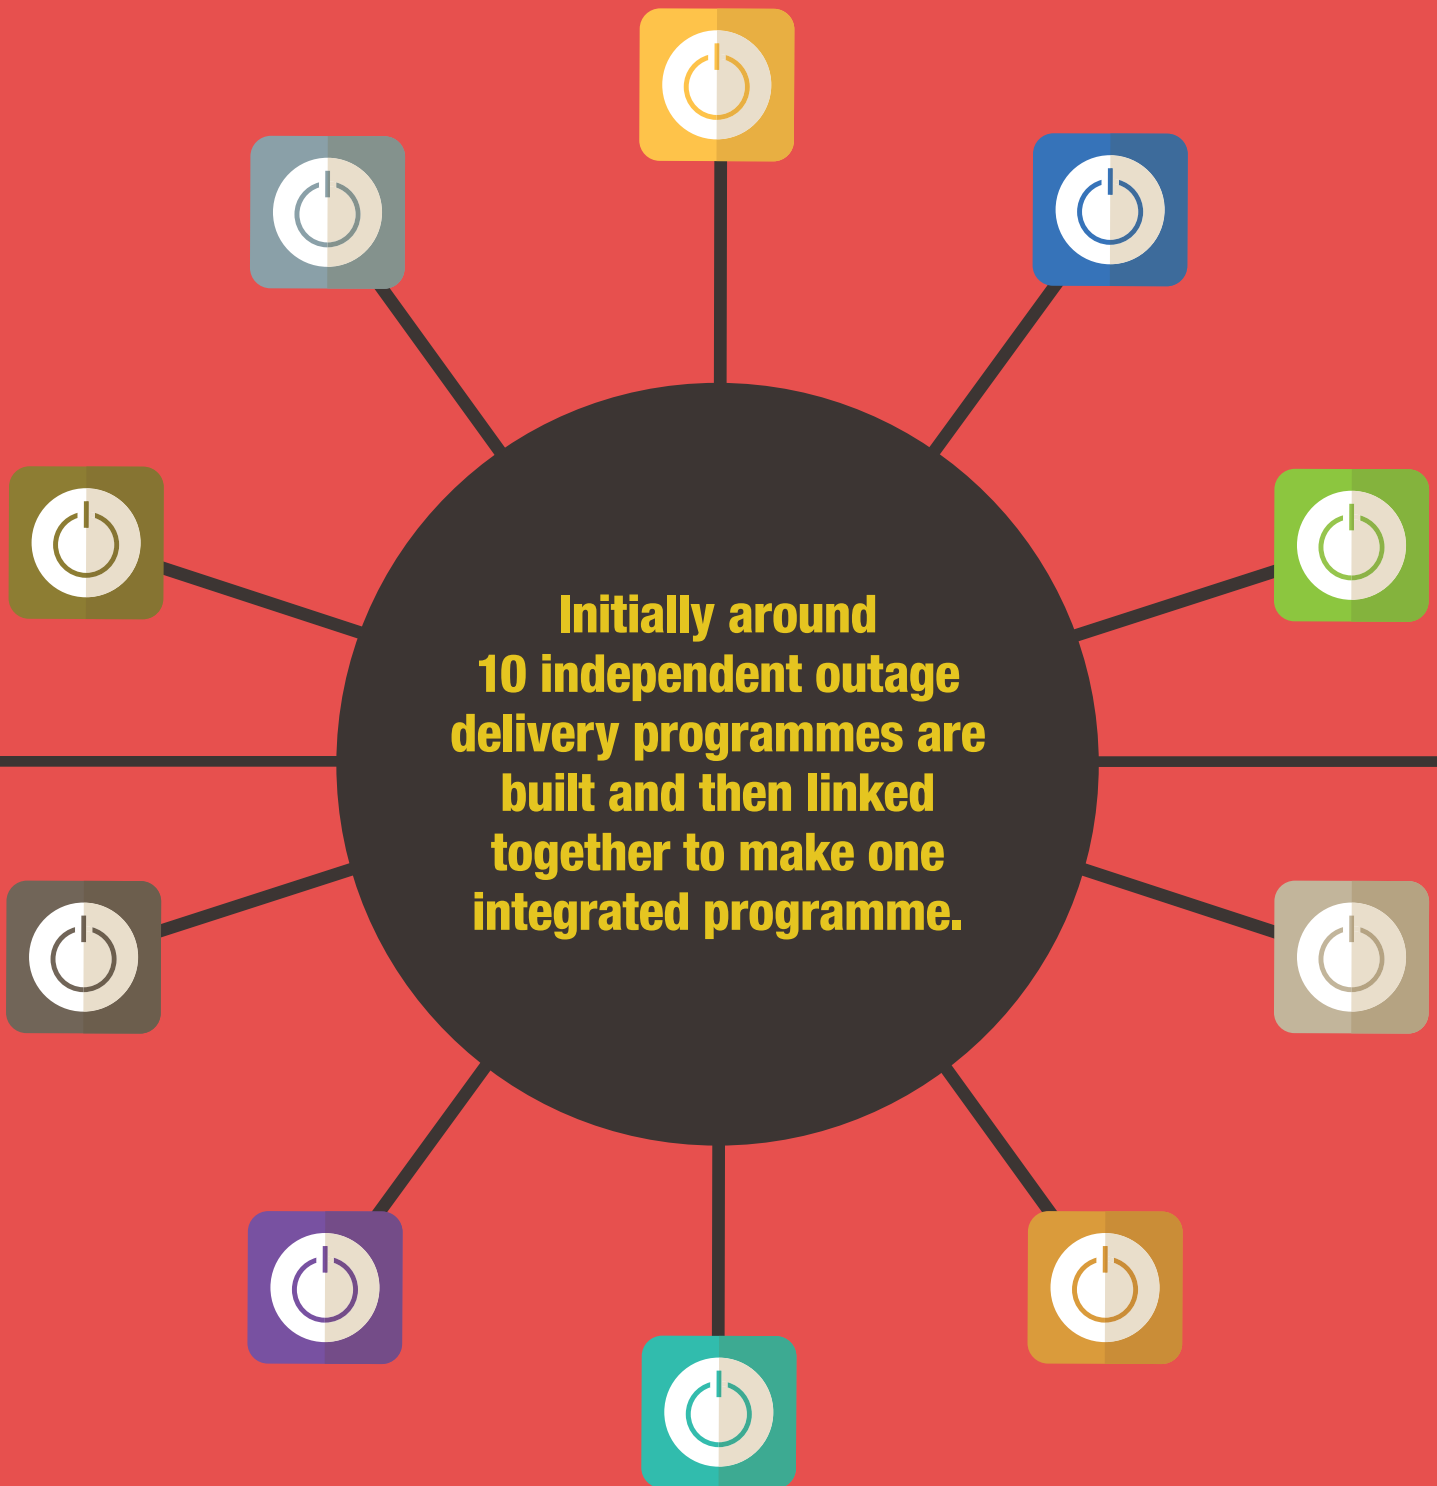 Initially around
10 independent outage
delivery programmes are
built and then linked
together to make one
integrated programme.